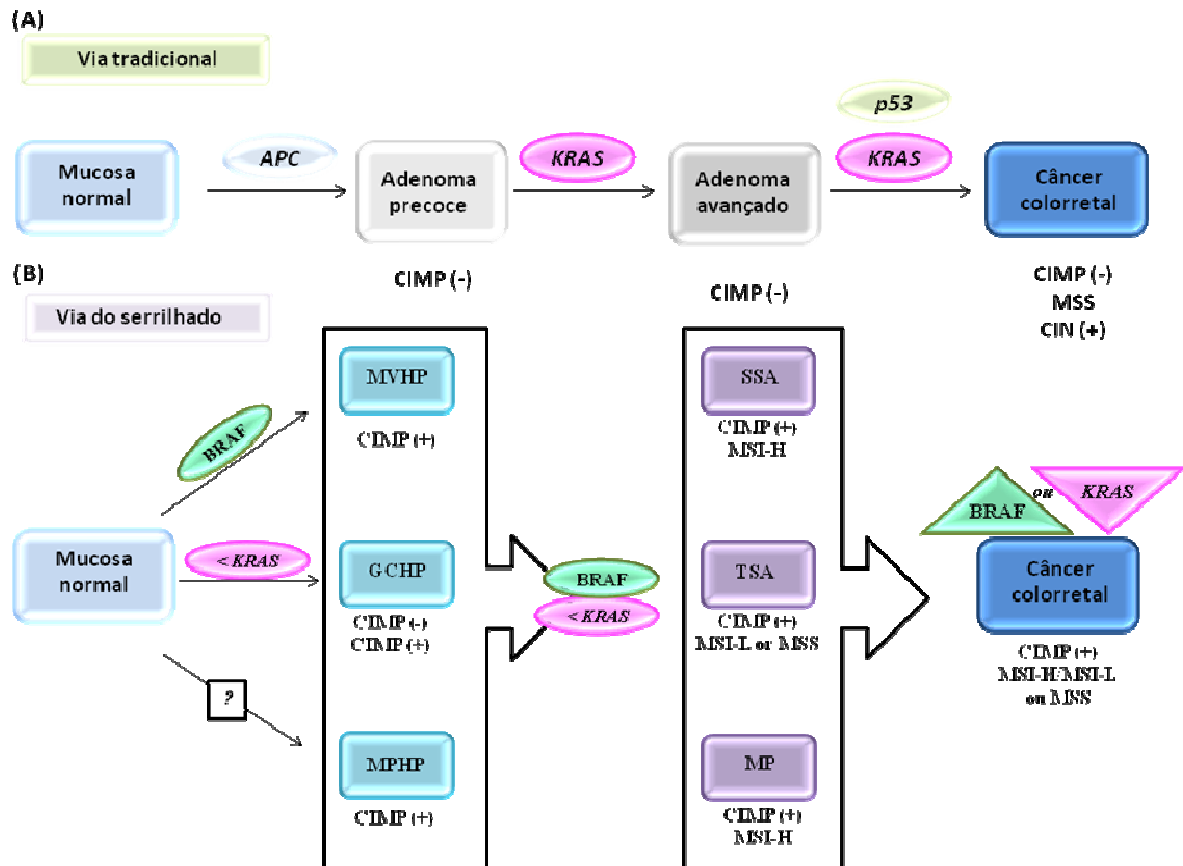 (A)
Via tradicional
p53
Mucosa
normal
APC
Adenoma
precoce
KRAS
Adenoma
avançado
KRAS
Câncer
colorretal
CIMP (-)
CIMP (-)
CIMP (-)
MSS
CIN (+)
(B)
Via do serrilhado
BRAF
MVHP
CIMP (+)
SSA
CIMP (+)
MSI-H
Mucosa
normal
< KRAS
GCHP
CIMP (-)
CIMP (+)
BRAF
< KRAS
TSA
CIMP (+)
MSI-L or MSS
BRAF
ou
KRAS
Câncer
colorretal
CIMP (+)
MSI-H/MSI-L
ou MSS
?
MPHP
CIMP (+)
MP
CIMP (+)
MSI-H